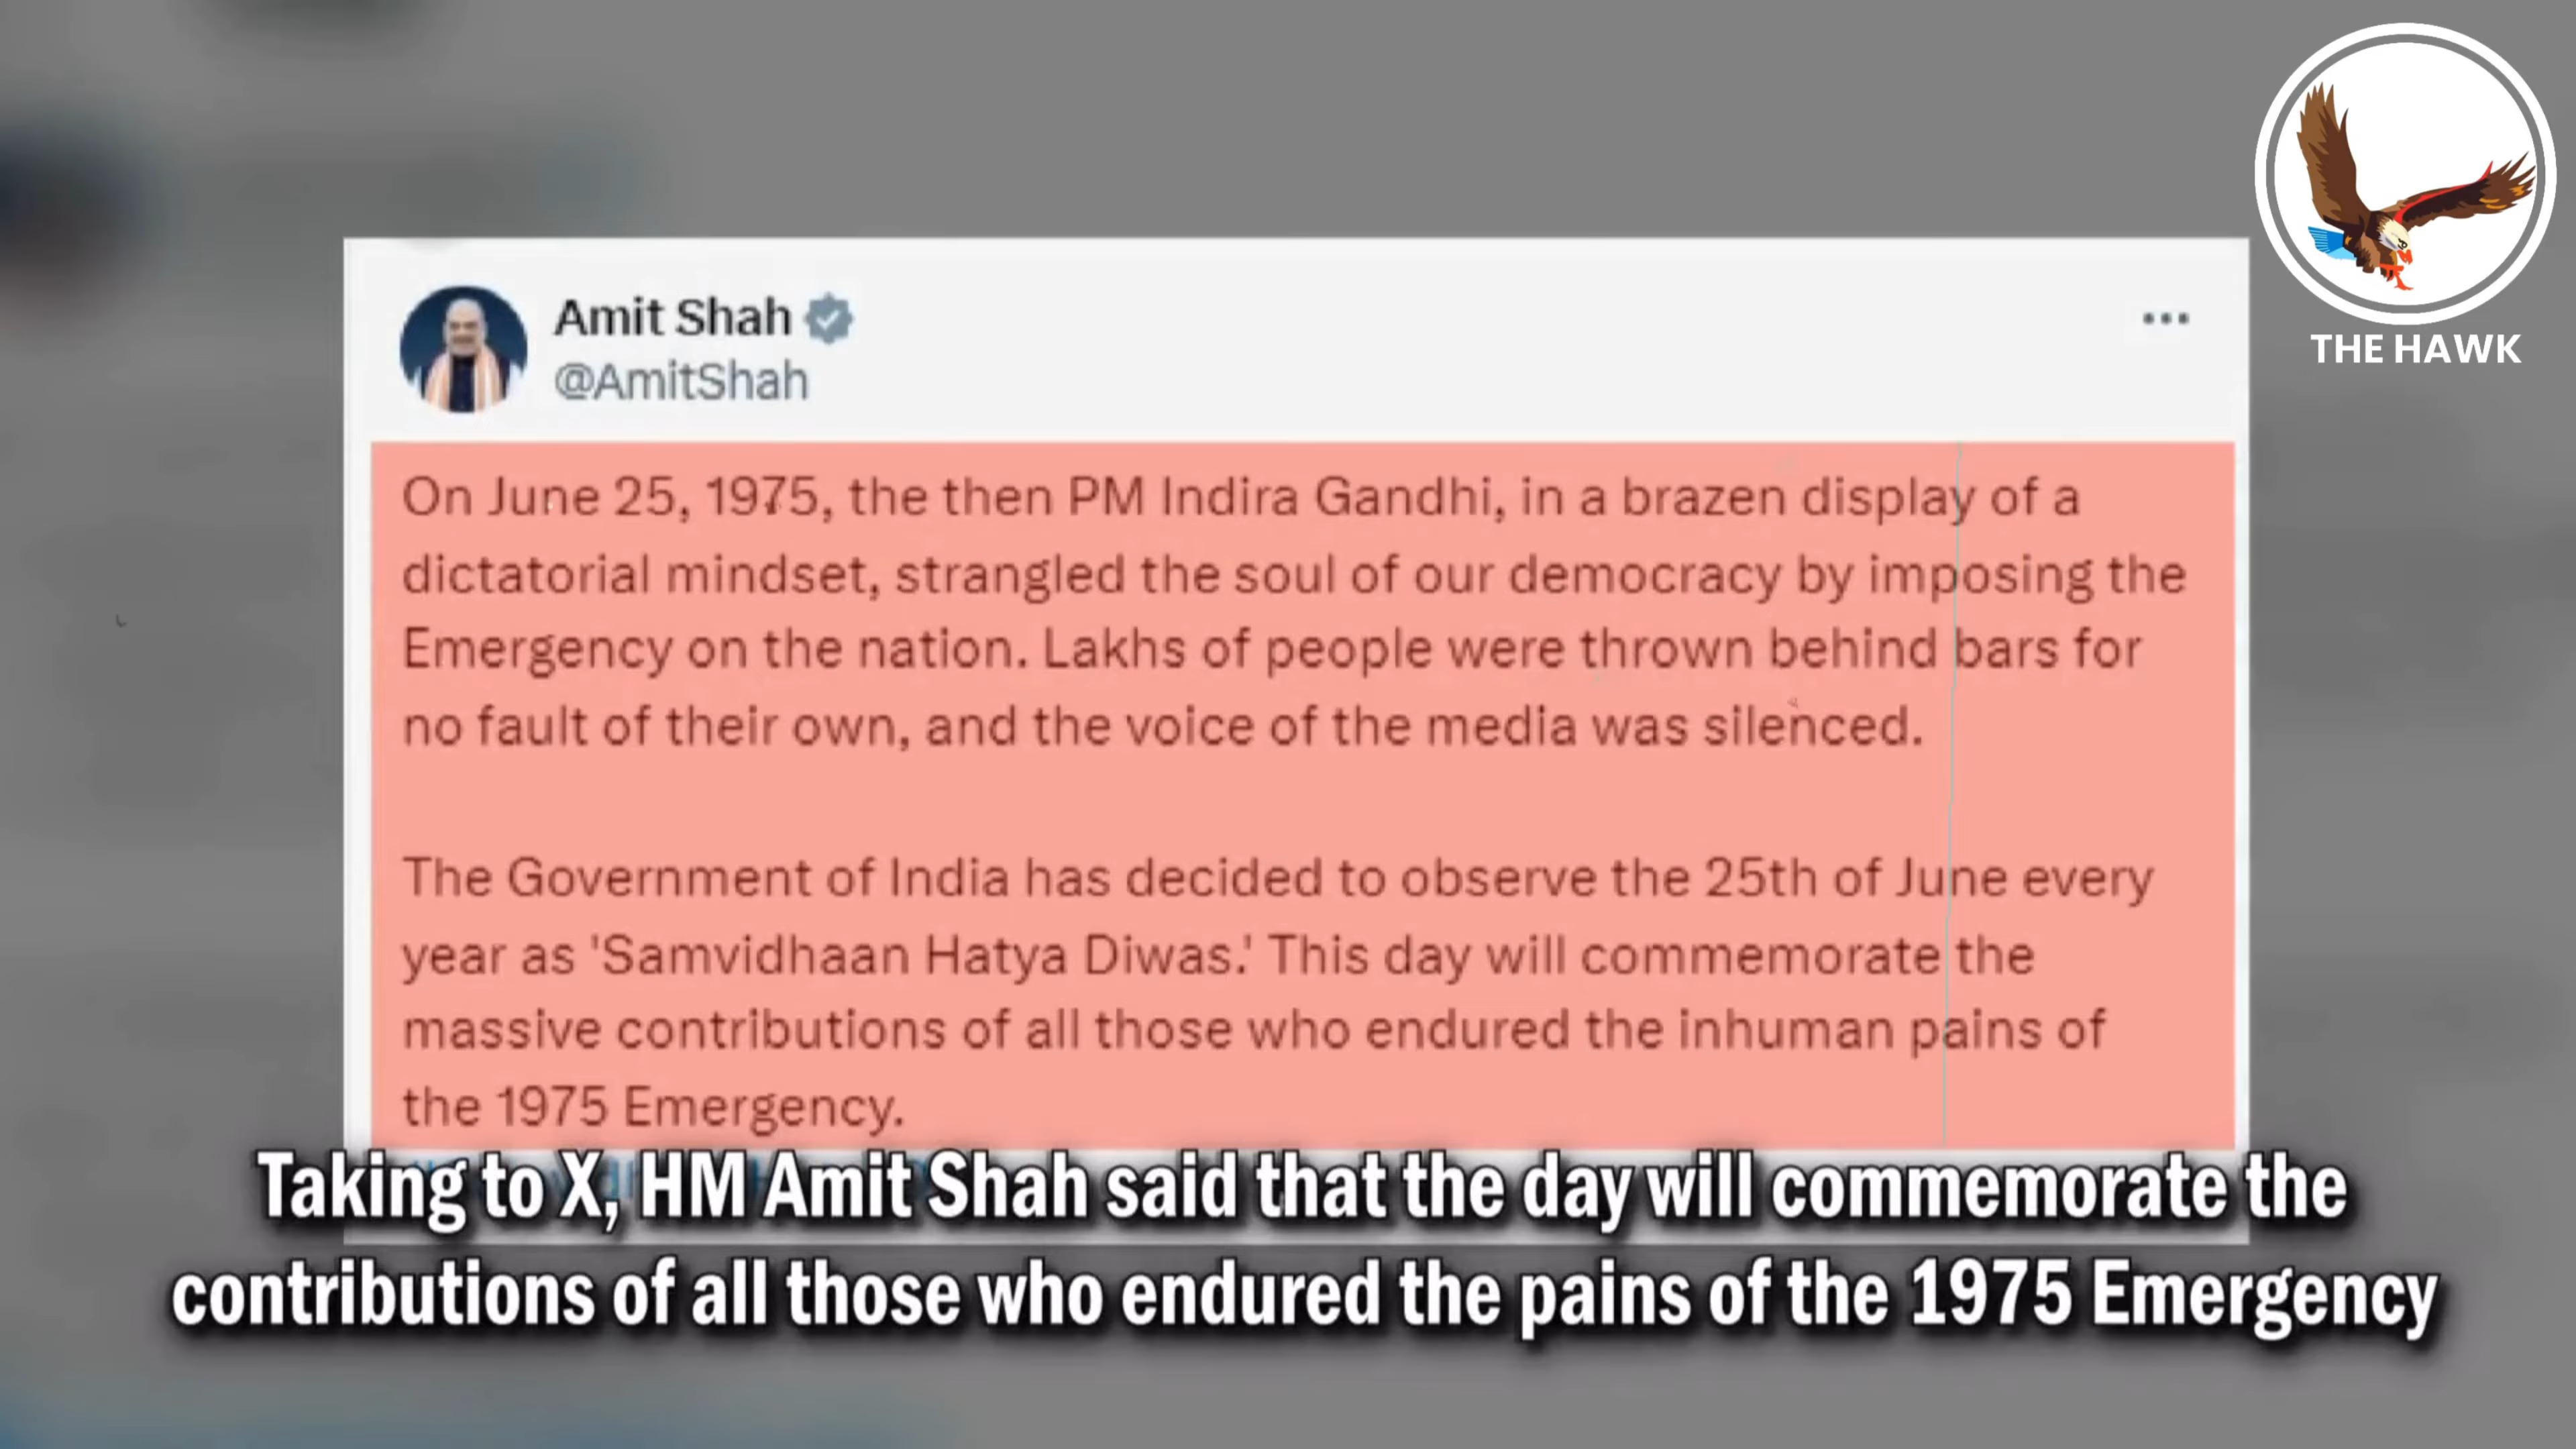 THE HAWK
Amit Shah
@AmitShah
On June 25, 1975, the then PM Indira Gandhi, in a brazen display of a
dictatorial mindset, strangled the soul of our democracy by imposing the
Emergency on the nation. Lakhs of people were thrown behind bars for
no fault of their own, and the voice of the media was silenced.
The Government of India has decided to observe the 25th of June every
year as 'Samvidhaan Hatya Diwas.' This day will commemorate the
massive contributions of all those who endured the inhuman pains of
the 1975 Emergency.
Taking to X, HM Amit Shah said that the day will commemorate the
contributions of all those who endured the pains of the 1975 Emergency